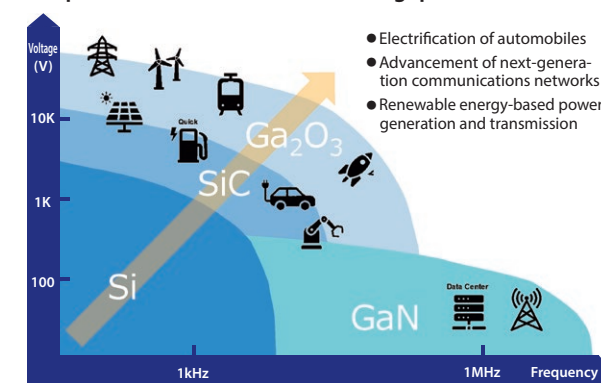 Voltage
(V)
● Electrification of automobiles
● Advancement of next-genera-
tion communications networks
● Renewable energy-based power
generation and transmission
10K
Quick
Ga2O3
SiC
1K
100
Si
Data Center
GaN
1kHz
1MHz
Frequency